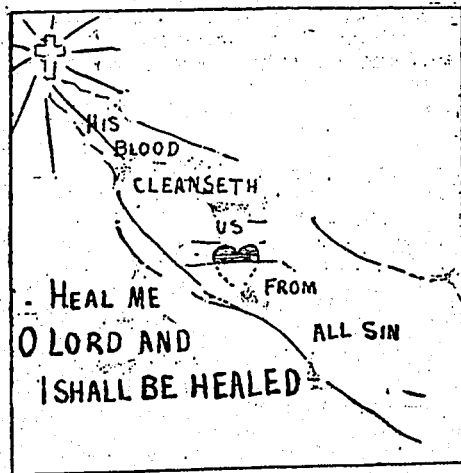 HIS
BLOOD
CLEANSETH
US
FROM
ALL SIN
HEAL ME
O LORD AND
I SHALL BE HEALED